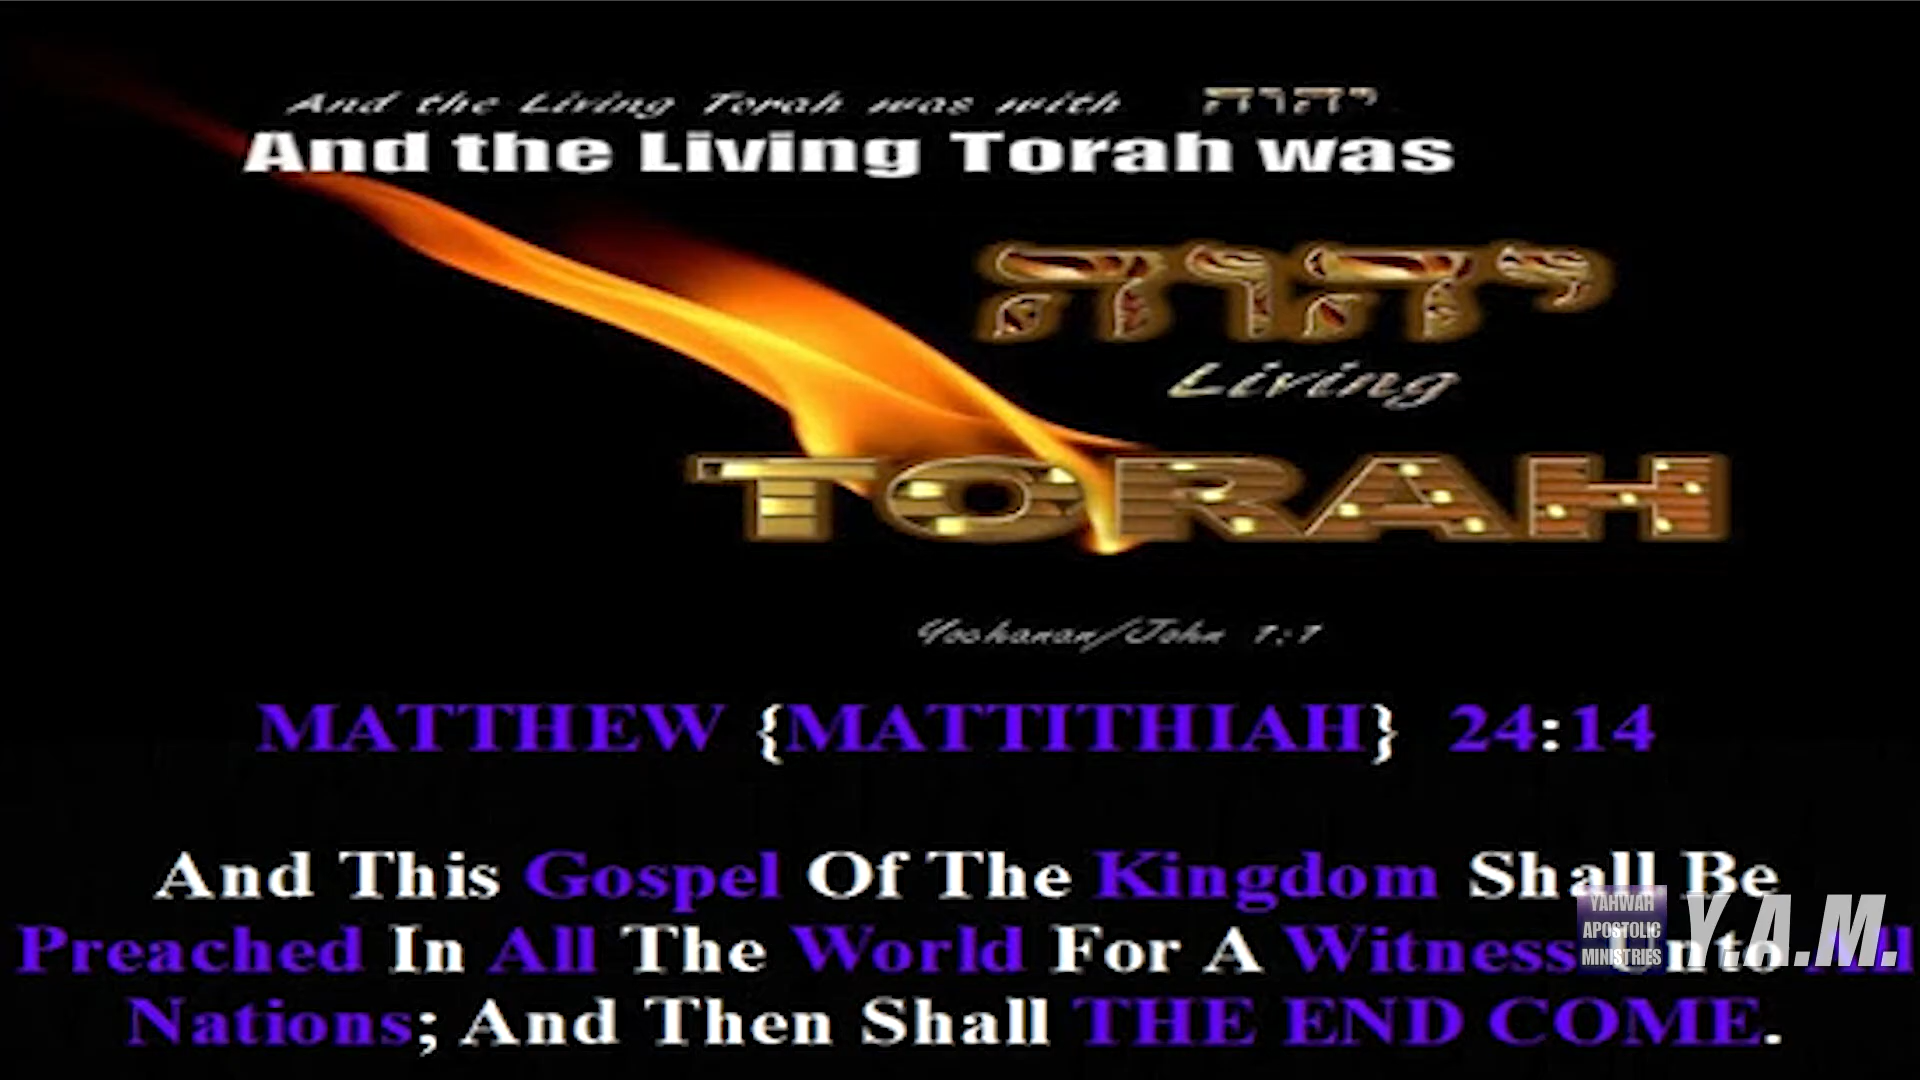 And the Living Torah was with יהוה
And the Living Torah was
יהוה
Living
TORAH
Yochanan/John 1:1
MATTHEW {MATTITHIAH} 24:14
And This Gospel Of The Kingdom Shall Be
Preached In All The World For A Witness Unto All
Nations; And Then Shall THE END COME.
YAHWAH
APOSTOLIC
MINISTRIES
Y.A.M.